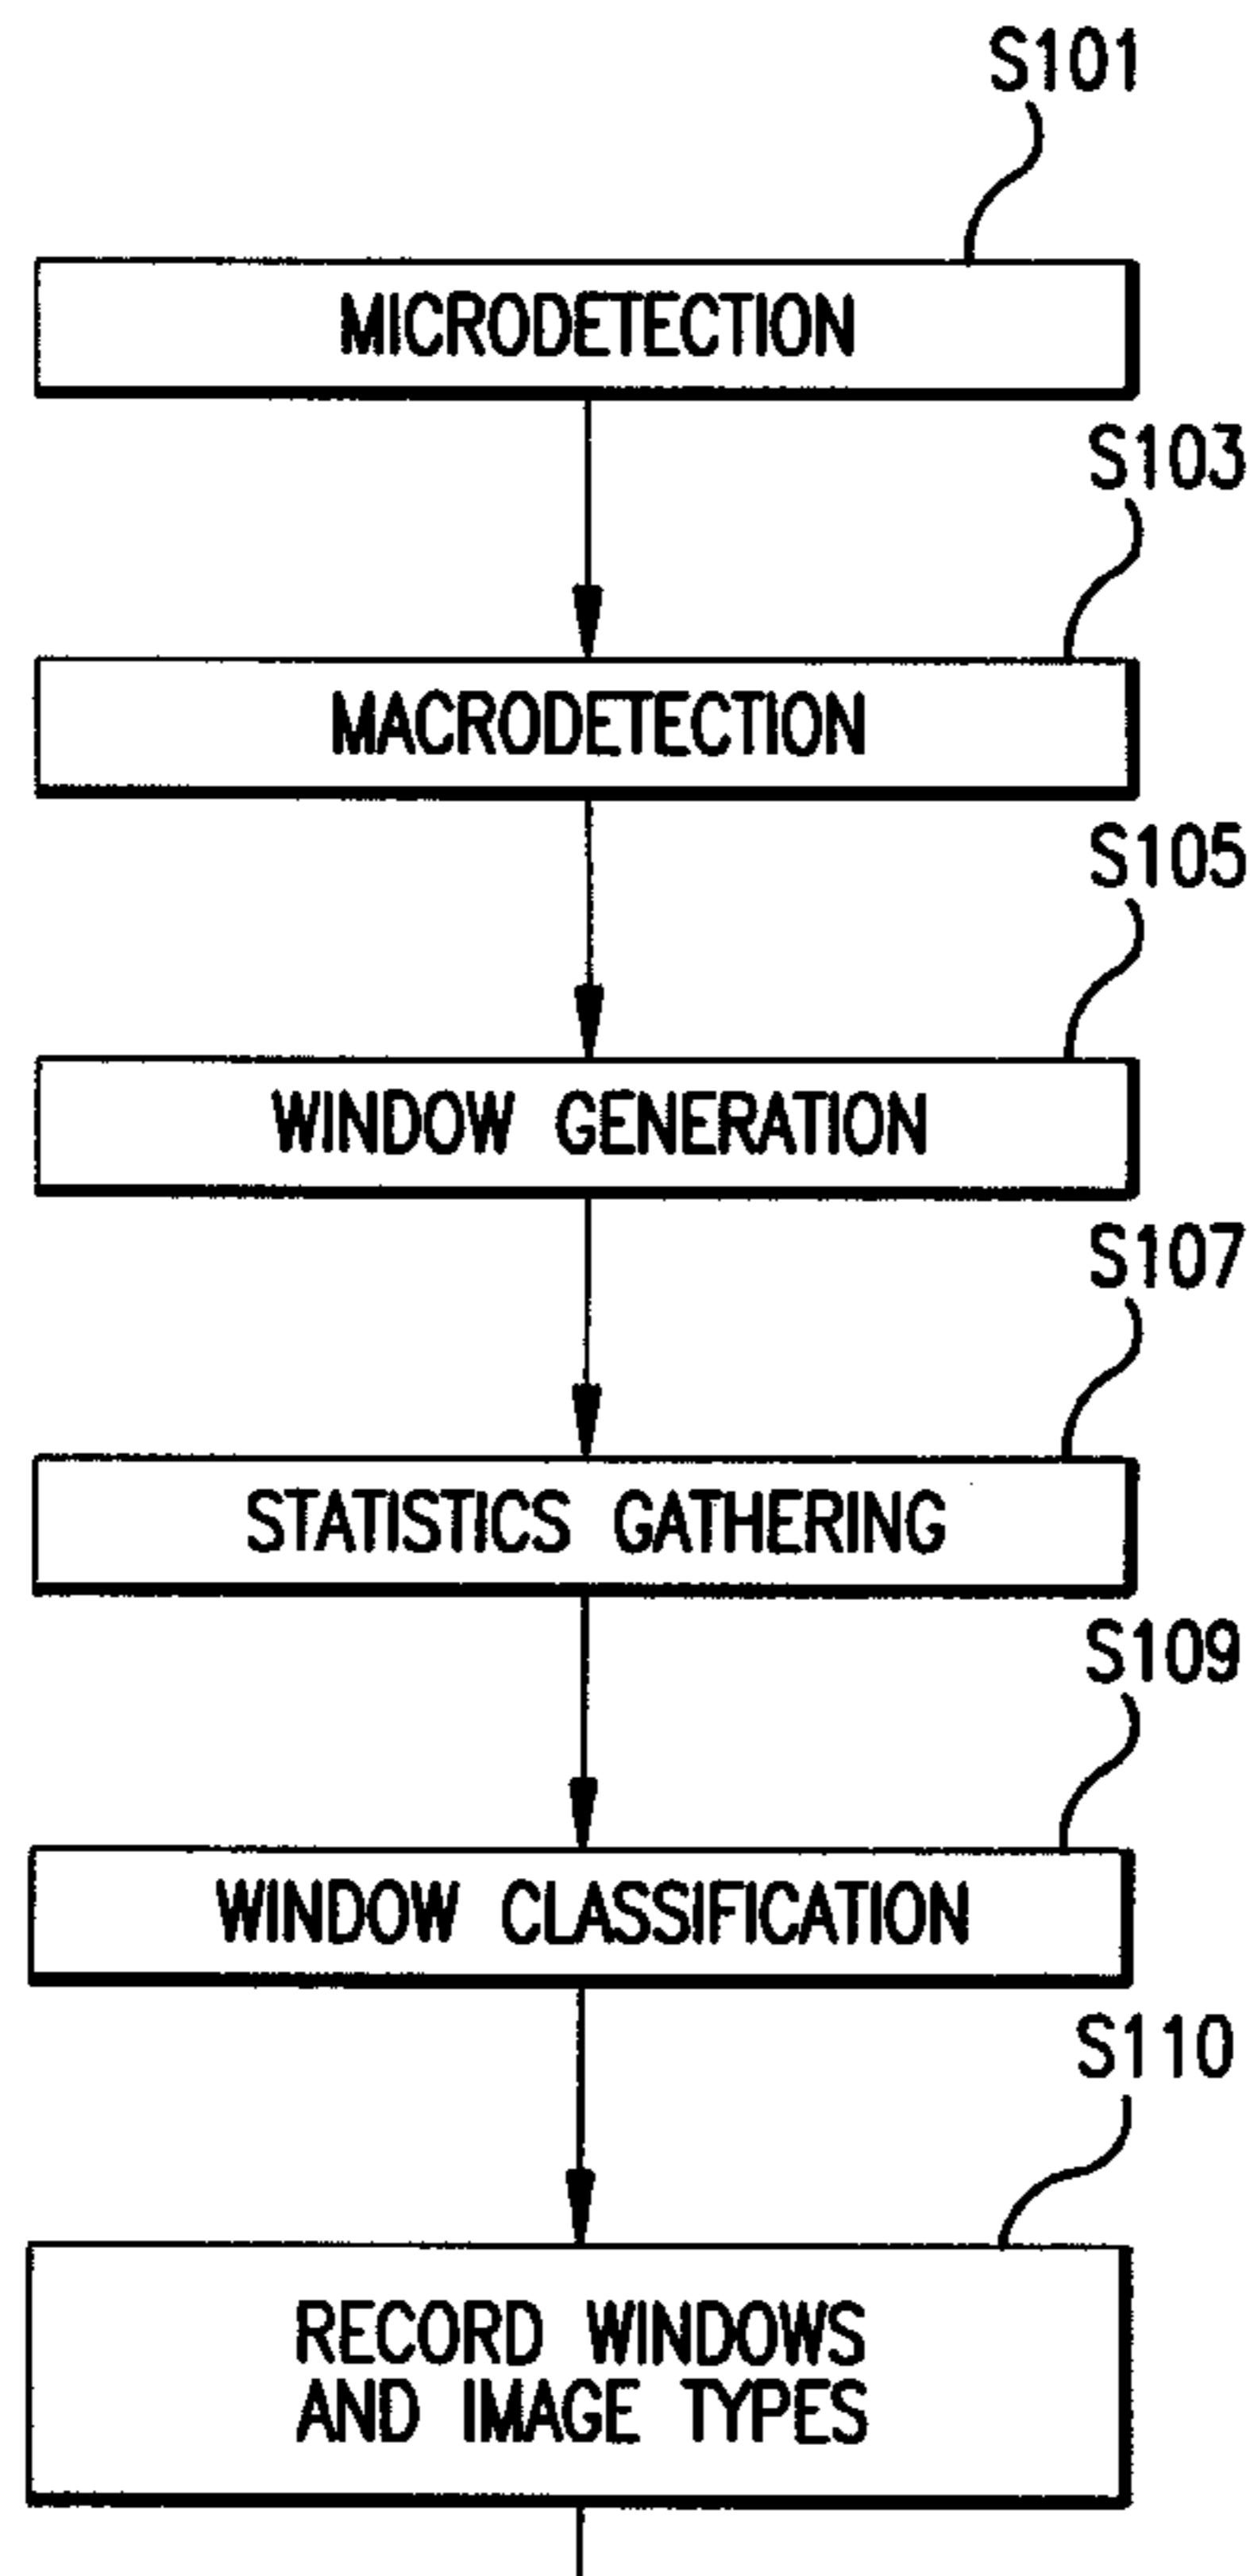 S101
MICRODETECTION
S103
MACRODETECTION
S105
WINDOW GENERATION
S107
STATISTICS GATHERING
S109
WINDOW CLASSIFICATION
S110
RECORD WINDOWS
AND IMAGE TYPES